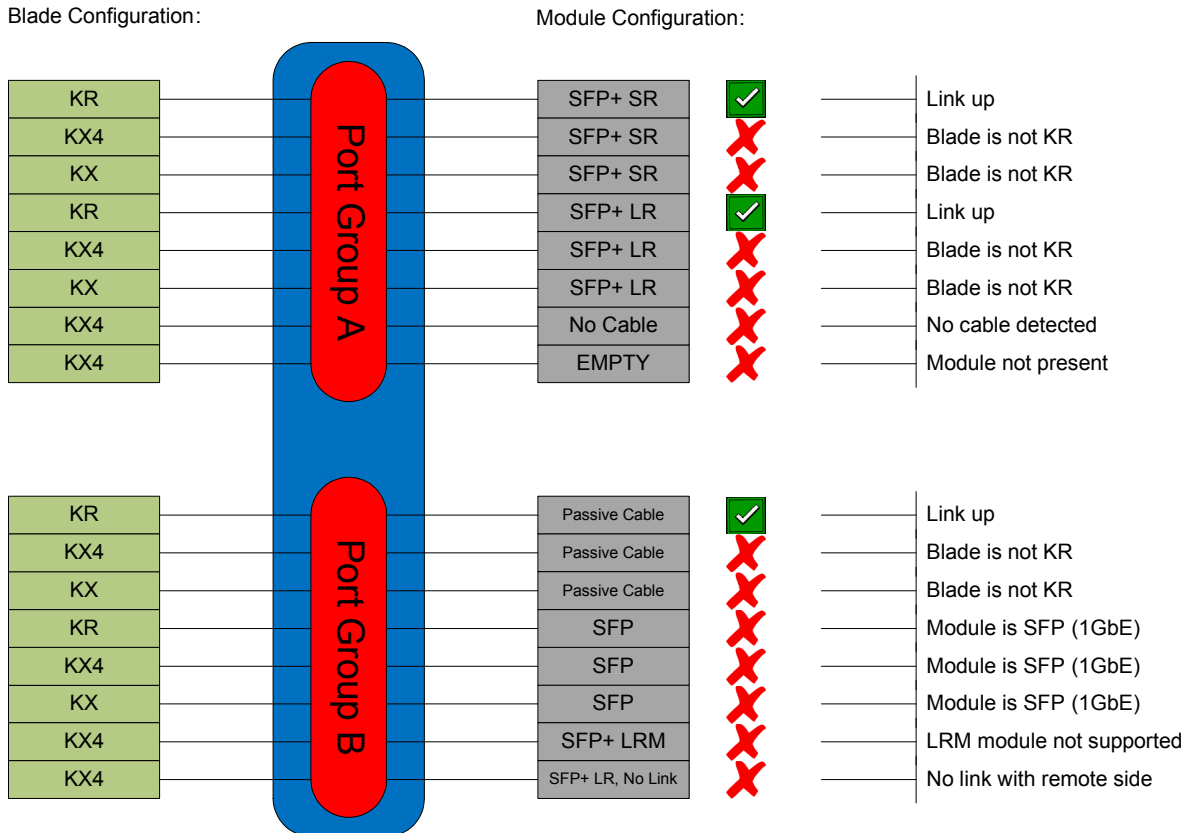 Blade Configuration:
Module Configuration:
KR
SFP+ SR
Link up
KX4
SFP+ SR
Blade is not KR
KX
SFP+ SR
Blade is not KR
KR
SFP+ LR
Link up
KX4
SFP+ LR
Blade is not KR
KX
SFP+ LR
Blade is not KR
KX4
No Cable
No cable detected
KX4
EMPTY
Module not present
Port Group A
KR
Passive Cable
Link up
KX4
Passive Cable
Blade is not KR
KX
Passive Cable
Blade is not KR
KR
SFP
Module is SFP (1GbE)
KX4
SFP
Module is SFP (1GbE)
KX
SFP
Module is SFP (1GbE)
KX4
SFP+ LRM
LRM module not supported
KX4
SFP+ LR, No Link
No link with remote side
Port Group B